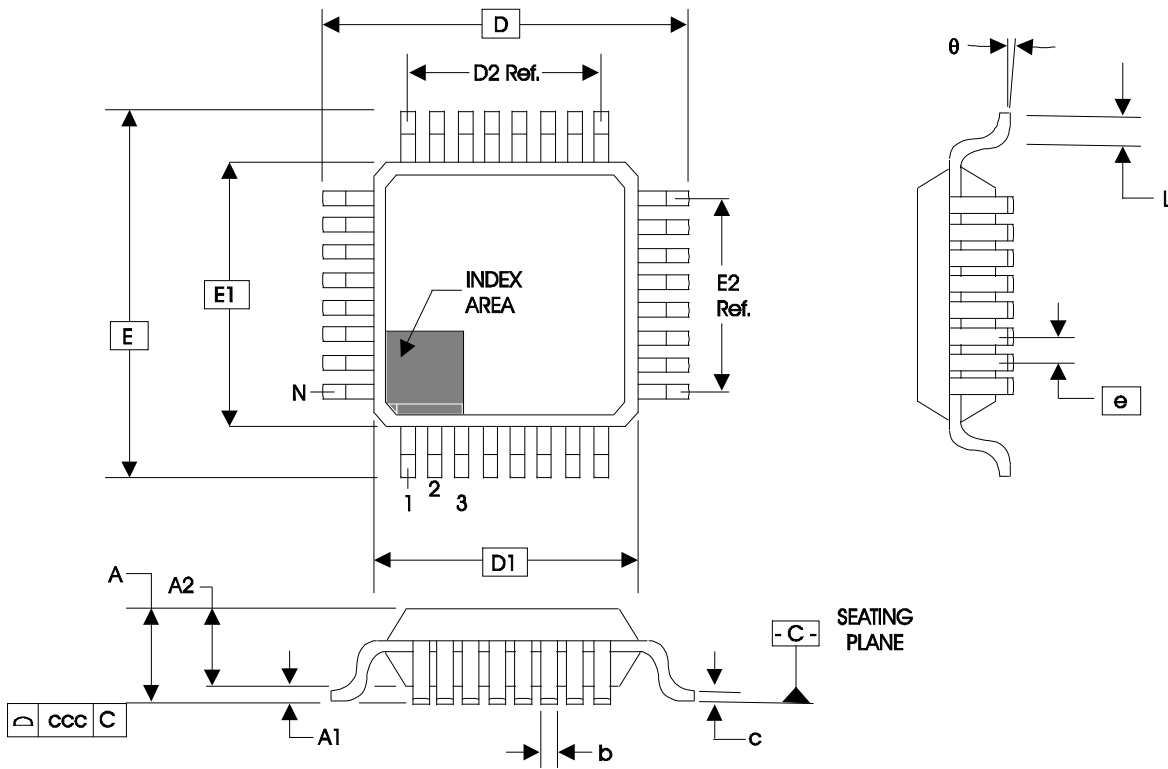 D
D2 Ref.
θ
L
E1
E
INDEX
AREA
E2
Ref.
N
e
1
2
3
D1
A
A2
- C -
SEATING
PLANE
ccc C
A1
b
c